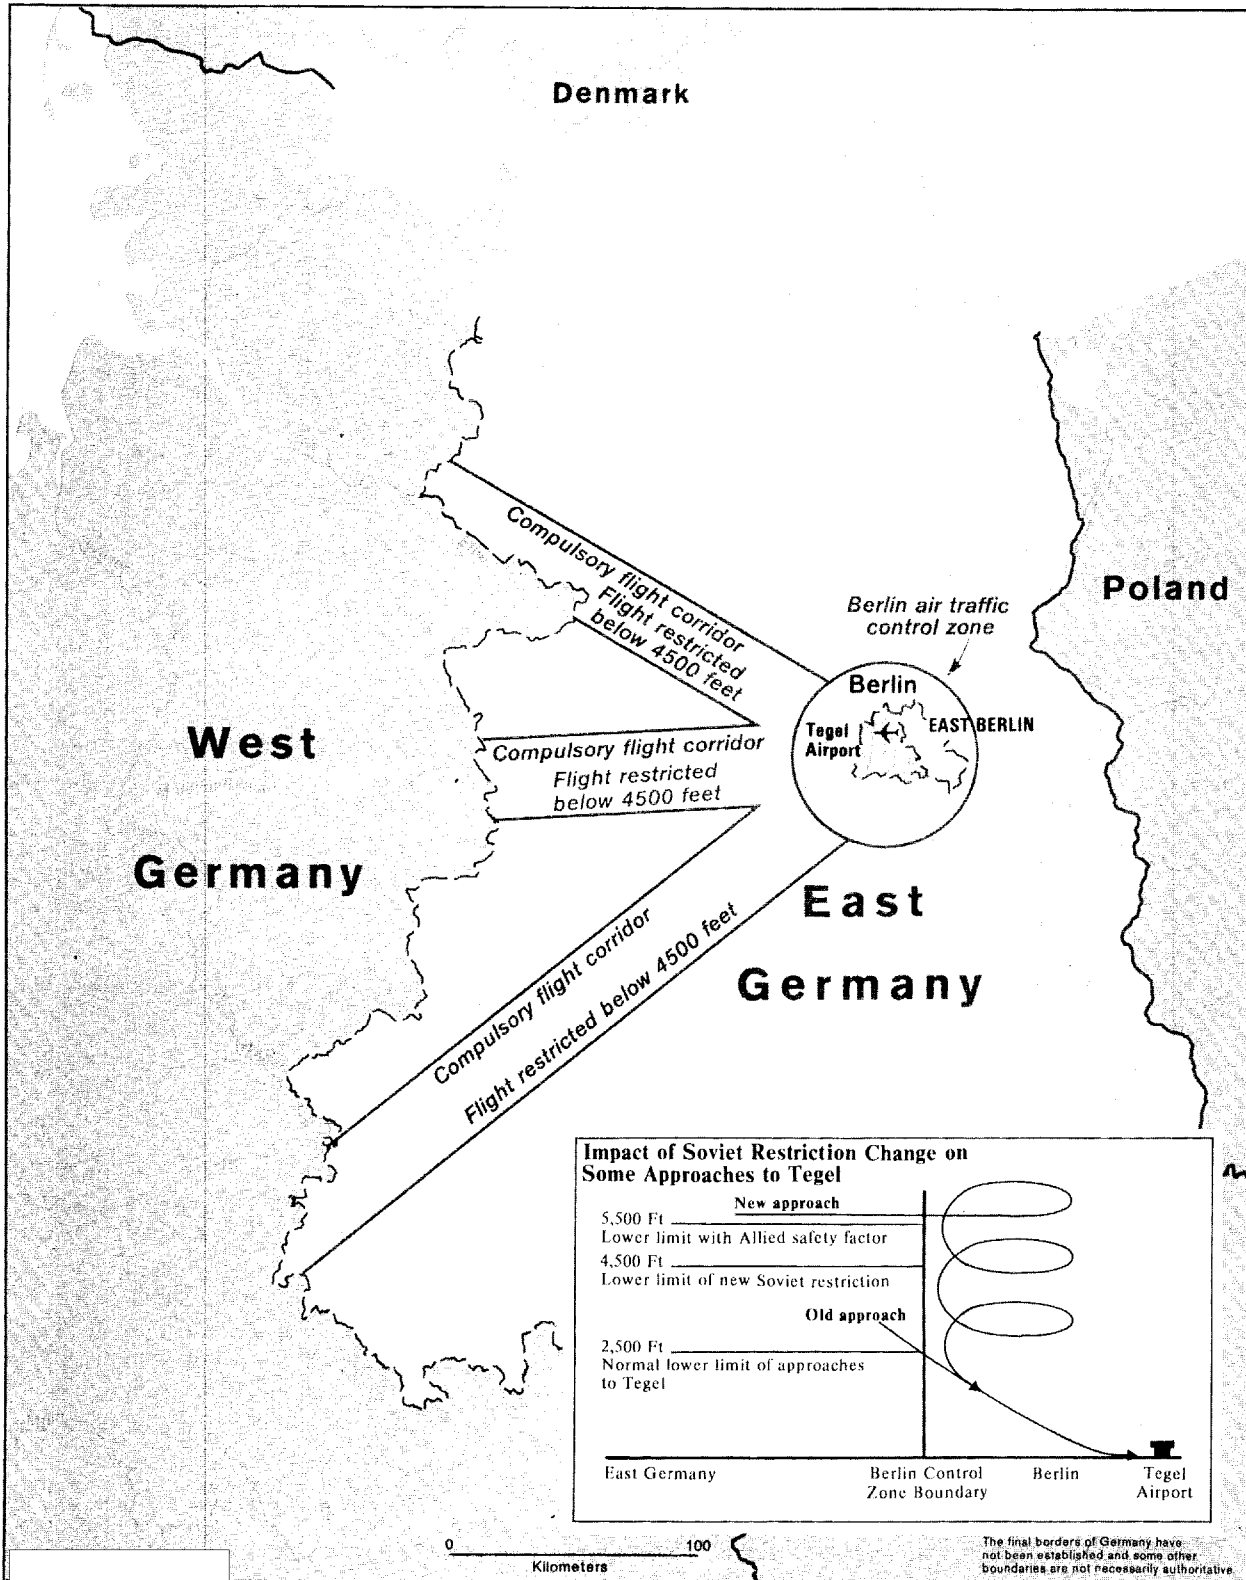 Denmark
Poland
Compulsory flight corridor
Flight restricted
below 4500 feet
Berlin air traffic
control zone
Berlin
EAST BERLIN
Tegel
Airport
West
Germany
Compulsory flight corridor
Flight restricted
below 4500 feet
East
Germany
Compulsory flight corridor
Flight restricted below 4500 feet
Impact of Soviet Restriction Change on
Some Approaches to Tegel
New approach
5,500 Ft
Lower limit with Allied safety factor
4,500 Ft
Lower limit of new Soviet restriction
Old approach
2,500 Ft
Normal lower limit of approaches
to Tegel
East Germany
Berlin Control
Zone Boundary
Berlin
Tegel
Airport
0 100
Kilometers
The final borders of Germany have
not been established and some other
boundaries are not necessarily authoritative